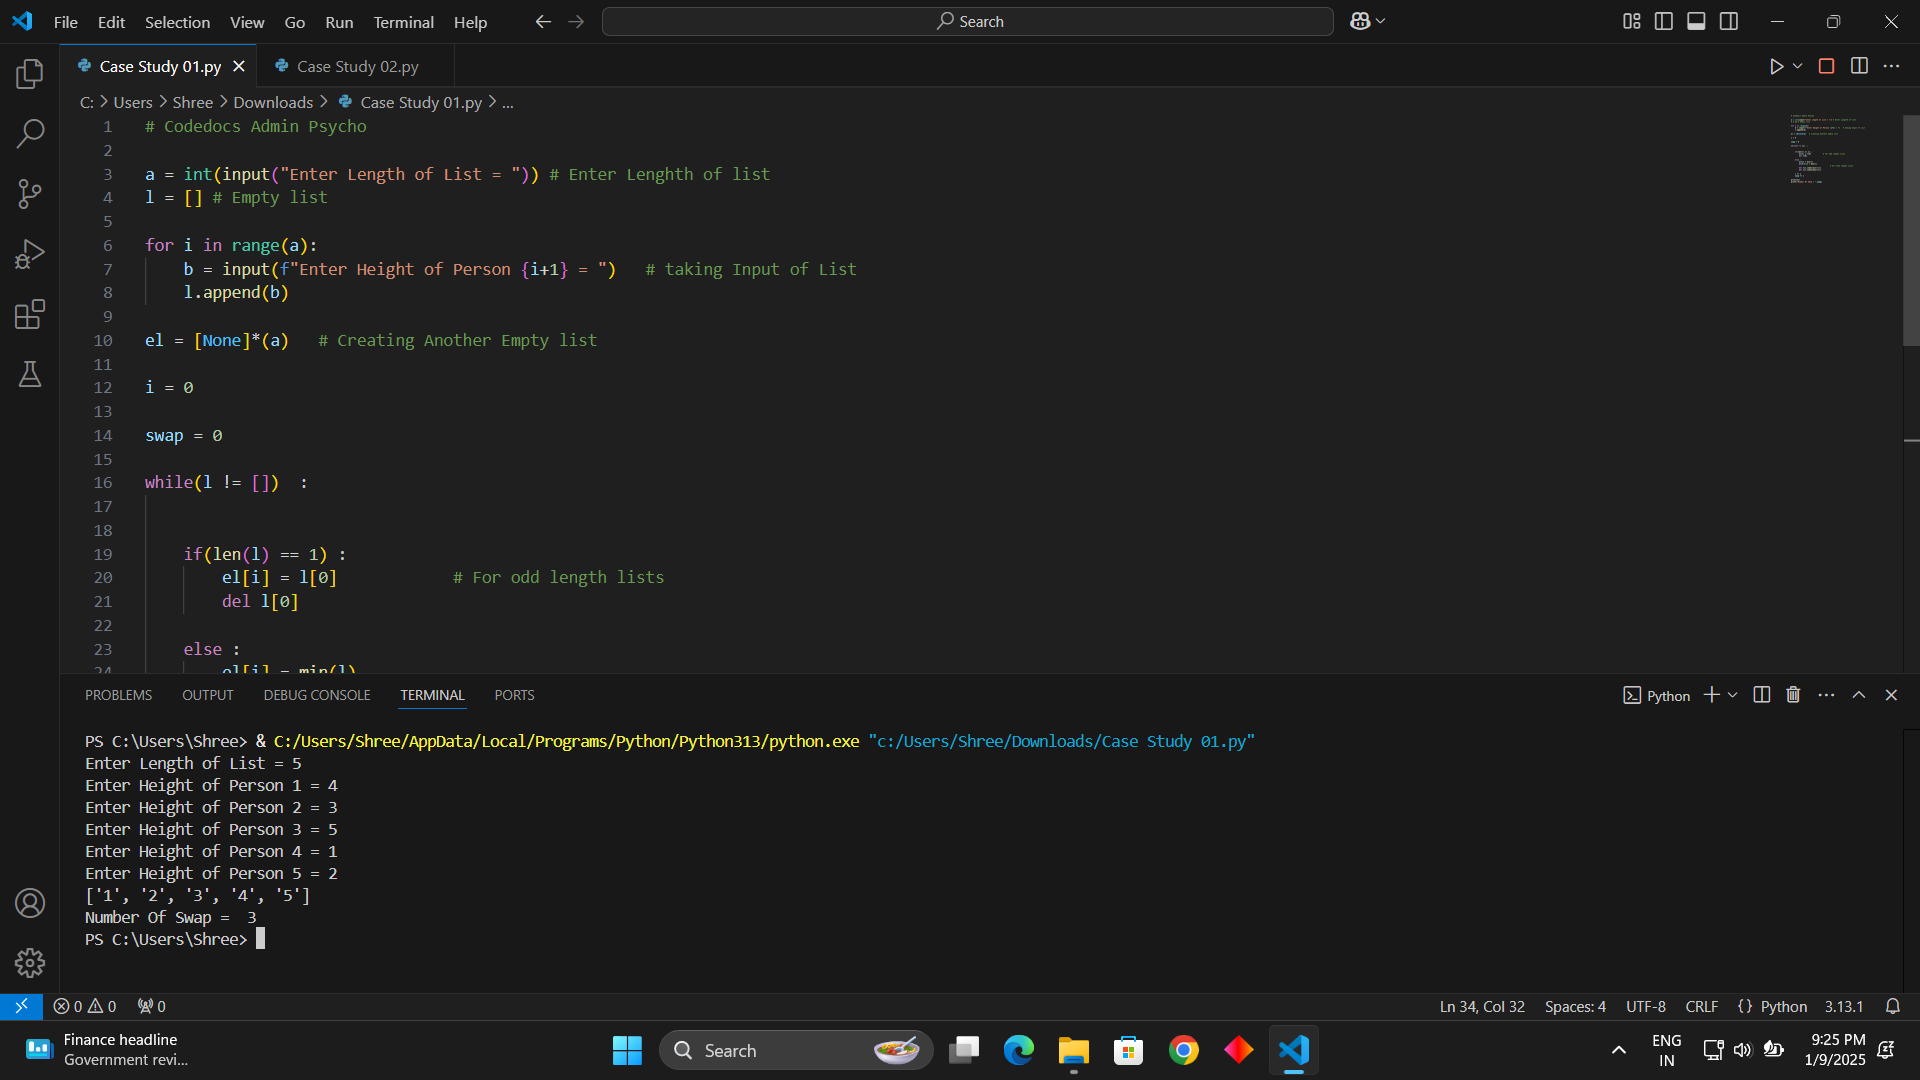 File Edit Selection View Go Run Terminal Help
Search
Case Study 01.py
Case Study 02.py
C: > Users > Shree > Downloads > Case Study 01.py > ...
1 # Codedocs Admin Psycho
2
3 a = int(input("Enter Length of List = ")) # Enter Lenghth of list
4 l = [] # Empty list
5
6 for i in range(a):
7     b = input(f"Enter Height of Person {i+1} = ")   # taking Input of List
8     l.append(b)
9
10 el = [None]*(a)   # Creating Another Empty list
11
12 i = 0
13
14 swap = 0
15
16 while(l != [])  :
17
18
19     if(len(l) == 1) :
20         el[i] = l[0]            # For odd length lists
21         del l[0]
22
23     else :
24         el[i] = min(l)
PROBLEMS OUTPUT DEBUG CONSOLE TERMINAL PORTS
Python
PS C:\Users\Shree> & C:/Users/Shree/AppData/Local/Programs/Python/Python313/python.exe "c:/Users/Shree/Downloads/Case Study 01.py"
Enter Length of List = 5
Enter Height of Person 1 = 4
Enter Height of Person 2 = 3
Enter Height of Person 3 = 5
Enter Height of Person 4 = 1
Enter Height of Person 5 = 2
['1', '2', '3', '4', '5']
Number Of Swap =  3
PS C:\Users\Shree>
0 0 0
Ln 34, Col 32 Spaces: 4 UTF-8 CRLF {} Python 3.13.1
Finance headline
Government revi...
Search
ENG
IN
9:25 PM
1/9/2025